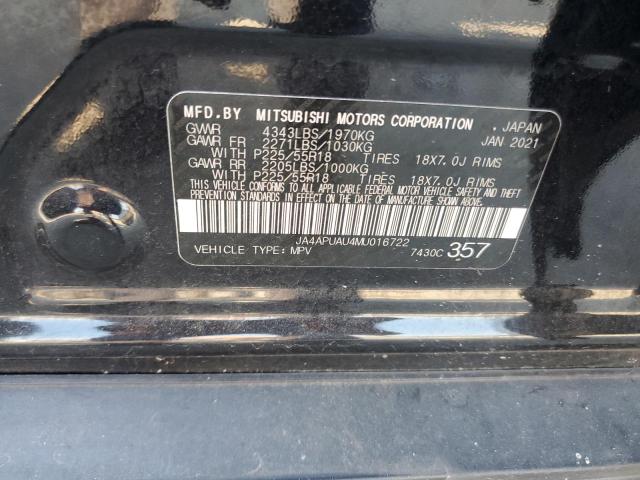 MFD.BY MITSUBISHI MOTORS CORPORATION . JAPAN
GVWR 4343LBS/1970KG JAN 2021
GAWR FR 2271LBS/1030KG
WITH P225/55R18 TIRES 18X7.0J RIMS
GAWR RR 2205LBS/1000KG
WITH P225/55R18 TIRES 18X7.0J RIMS
THIS VEHICLE CONFORMS TO ALL APPLICABLE FEDERAL MOTOR VEHICLE SAFETY AND THEFT
PREVENTION STANDARDS IN EFFECT ON THE DATE OF MANUFACTURE SHOWN ABOVE.
JA4APUAU4MU016722
VEHICLE TYPE: MPV 7430C 357